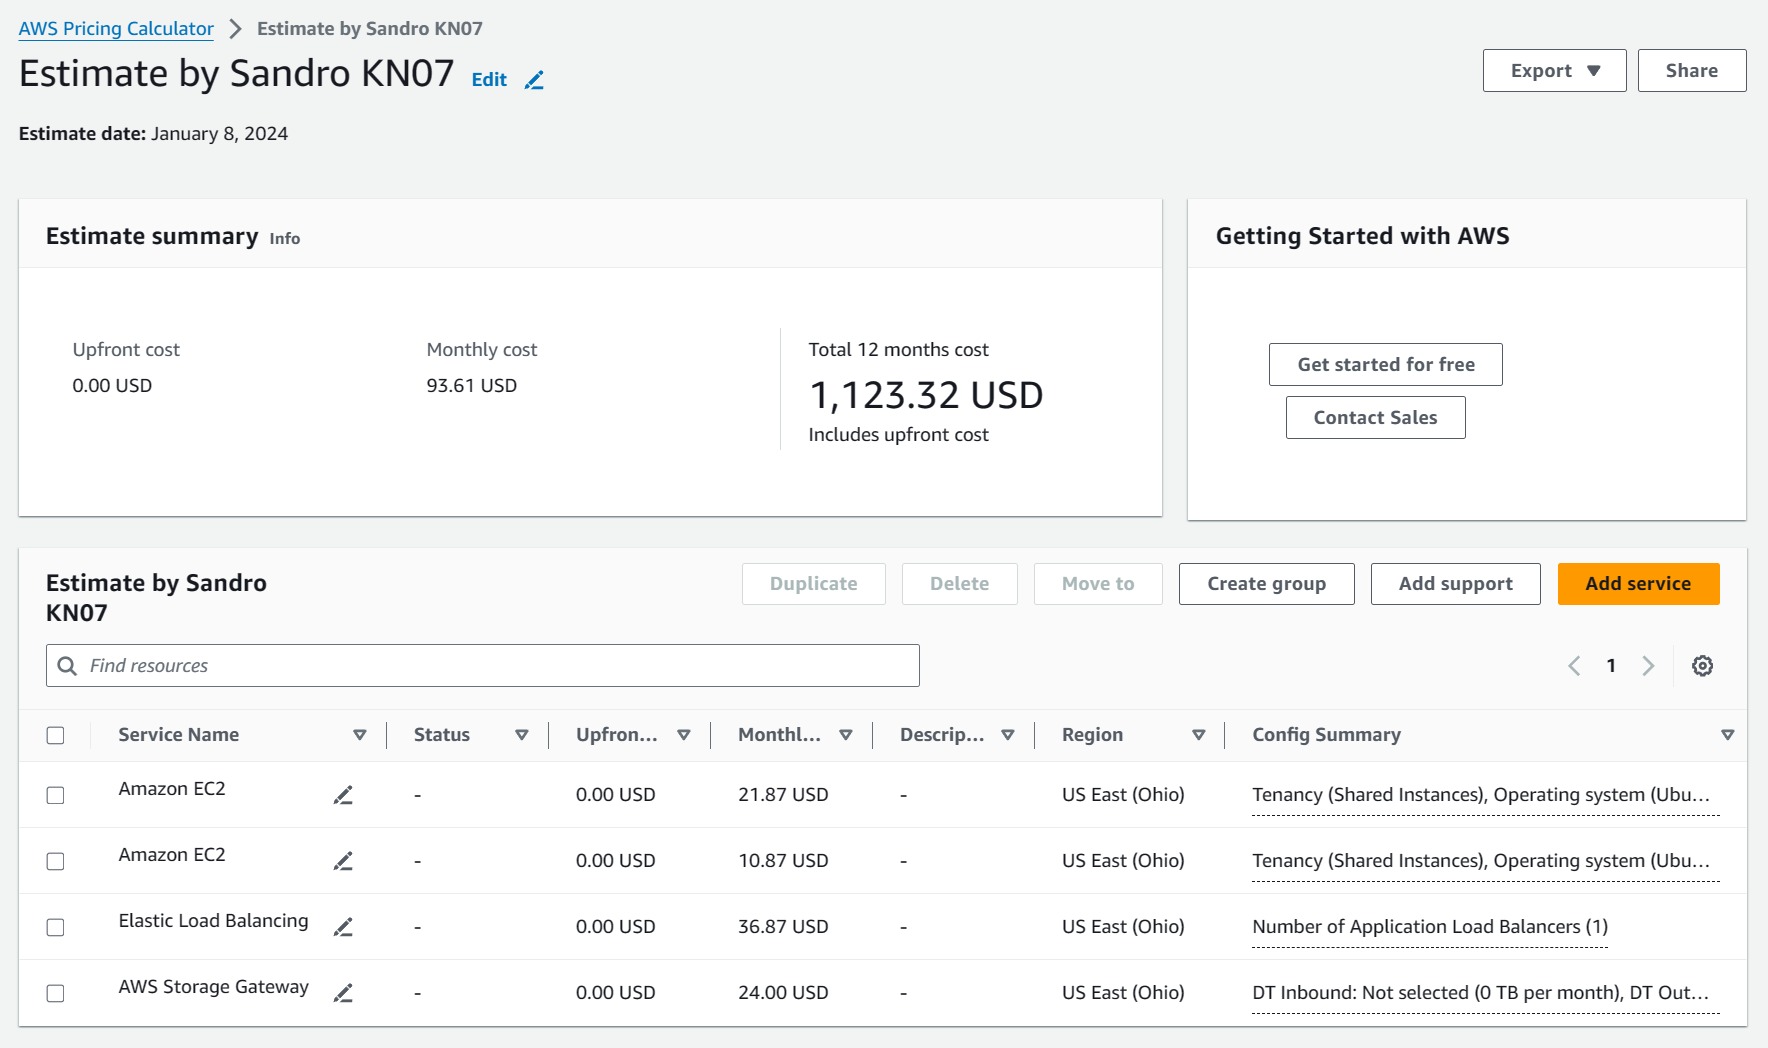 AWS Pricing Calculator > Estimate by Sandro KN07
Estimate by Sandro KN07 Edit
Export ▼ Share
Estimate date: January 8, 2024
Estimate summary Info
Getting Started with AWS
Upfront cost
Monthly cost
Total 12 months cost
0.00 USD
93.61 USD
1,123.32 USD
Includes upfront cost
Get started for free
Contact Sales
Estimate by Sandro
KN07
Duplicate Delete Move to Create group Add support Add service
Find resources
1
Service Name Status Upfron... Monthl... Descrip... Region Config Summary
Amazon EC2 - 0.00 USD 21.87 USD - US East (Ohio) Tenancy (Shared Instances), Operating system (Ubu...
Amazon EC2 - 0.00 USD 10.87 USD - US East (Ohio) Tenancy (Shared Instances), Operating system (Ubu...
Elastic Load Balancing - 0.00 USD 36.87 USD - US East (Ohio) Number of Application Load Balancers (1)
AWS Storage Gateway - 0.00 USD 24.00 USD - US East (Ohio) DT Inbound: Not selected (0 TB per month), DT Out...